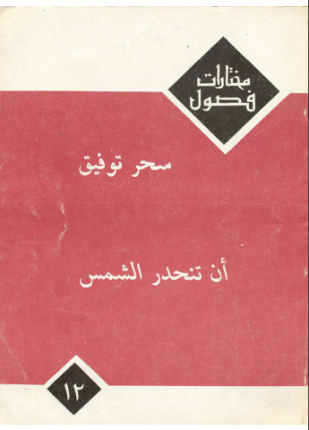 مختارات
فصول
سحر توفيق
أن تنحدر الشمس
١٢